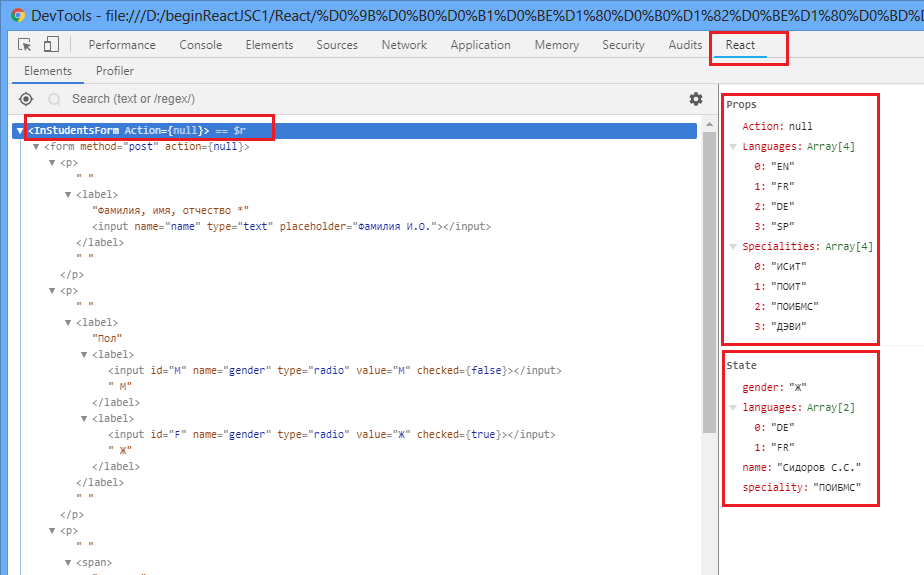 DevTools - file:///D:/beginReactJSC1/React/%D0%9B%D0%B0%D0%B1%D0%BE%D1%80%D0%B0%D1%82%D0%BE%D1%80%D0%BD%D
Performance Console Elements Sources Network Application Memory Security Audits React
Elements Profiler
Search (text or /regex/)
<InStudentsForm Action={null}> == $r
<form method="post" action={null}>
<p>
" "
<label>
"Фамилия, имя, отчество *"
<input name="name" type="text" placeholder="Фамилия И.О."></input>
</label>
" "
</p>
<p>
" "
<label>
"Пол"
<label>
<input id="M" name="gender" type="radio" value="М" checked={false}></input>
" М"
</label>
<label>
<input id="F" name="gender" type="radio" value="Ж" checked={true}></input>
" Ж"
</label>
</label>
" "
</p>
<p>
" "
<span>
Props
Action: null
Languages: Array[4]
0: "EN"
1: "FR"
2: "DE"
3: "SP"
Specialities: Array[4]
0: "ИСиТ"
1: "ПОИТ"
2: "ПОИБМС"
3: "ДЭВИ"
State
gender: "Ж"
languages: Array[2]
0: "DE"
1: "FR"
name: "Сидоров С.С."
speciality: "ПОИБМС"